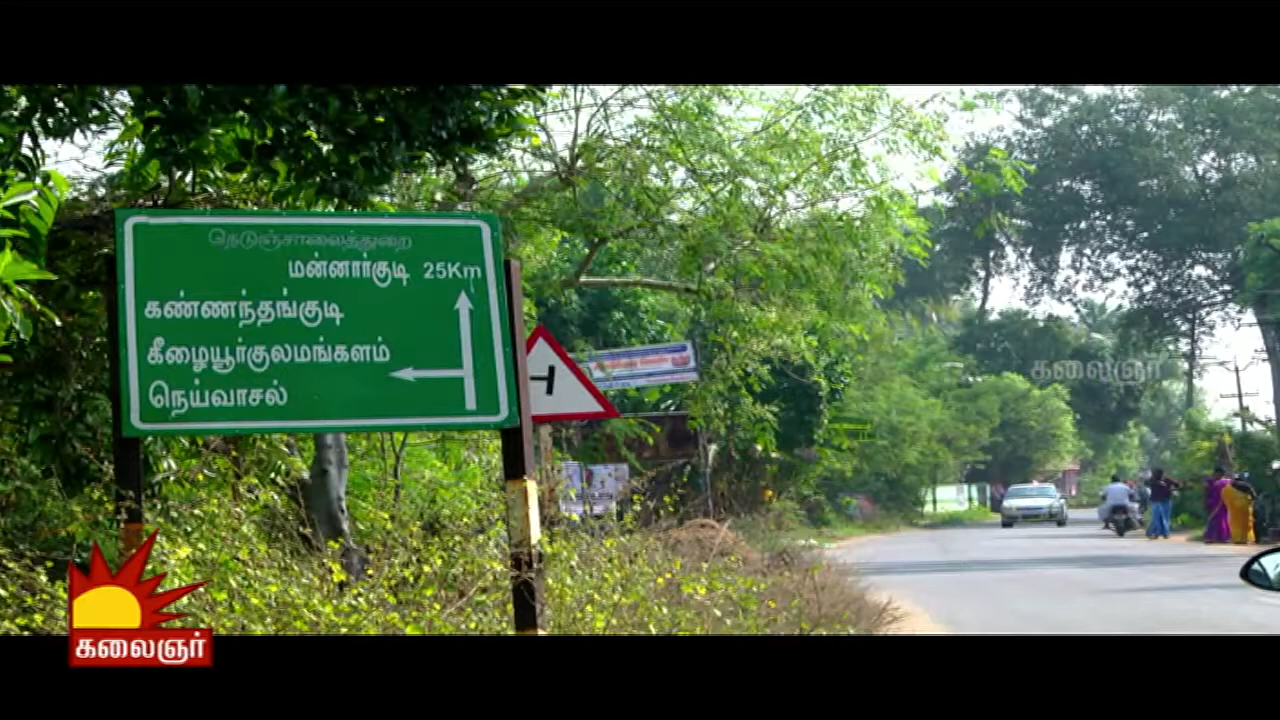 நெடுஞ்சாலைத்துறை
மன்னார்குடி 25Km
கண்ணந்தங்குடி
கீழையூர்குலமங்களம்
நெய்வாசல்
கலைஞர்
கலைஞர்